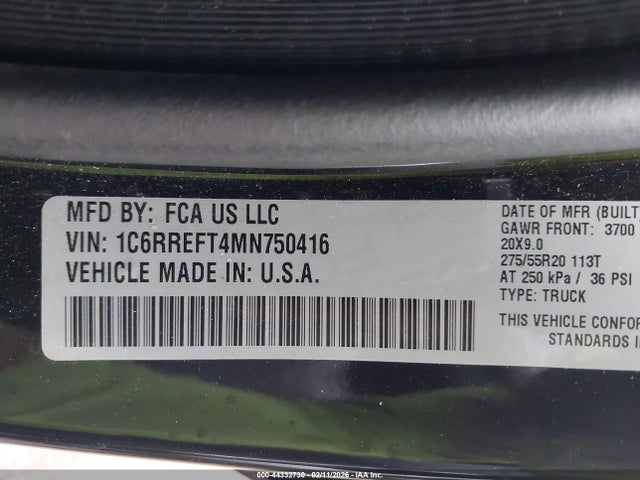 MFD BY: FCA US LLC
VIN: 1C6RREFT4MN750416
VEHICLE MADE IN: U.S.A.
DATE OF MFR (BUILT)
GAWR FRONT: 3700
20X9.0
275/55R20 113T
AT 250 kPa / 36 PSI
TYPE: TRUCK
THIS VEHICLE
STANDARDS
000-44332730 - 02/11/2026 - IAA Inc.